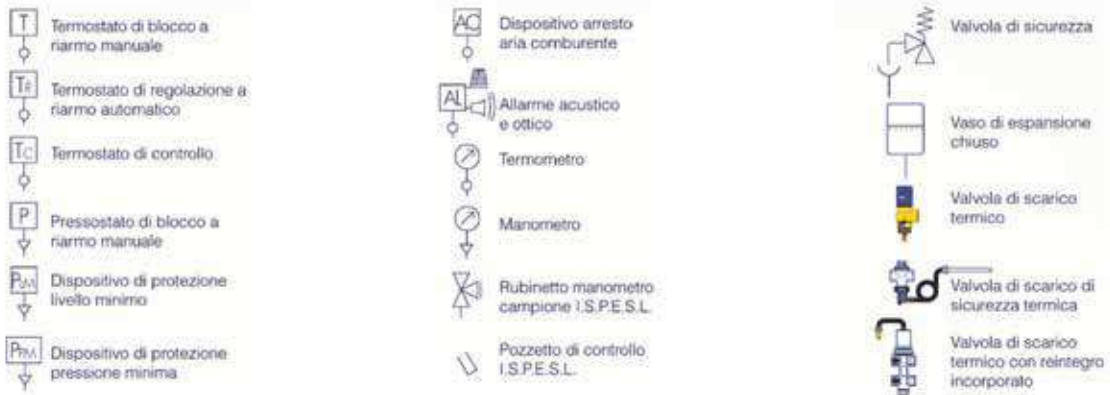 T
Termostato di blocco a
riarmo manuale
TR
Termostato di regolazione a
riarmo automatico
TC
Termostato di controllo
P
Pressostato di blocco a
riarmo manuale
Dispositivo di protezione
livello minimo
Dispositivo di protezione
pressione minima
AC
Dispositivo arresto
aria comburente
AL
Allarme acustico
e ottico
Termometro
Manometro
Rubinetto manometro
campione I.S.P.E.S.L.
Pozzetto di controllo
I.S.P.E.S.L.
Valvola di sicurezza
Vaso di espansione
chiuso
Valvola di scarico
termico
Valvola di scarico di
sicurezza termica
Valvola di scarico
termico con reintegro
incorporato